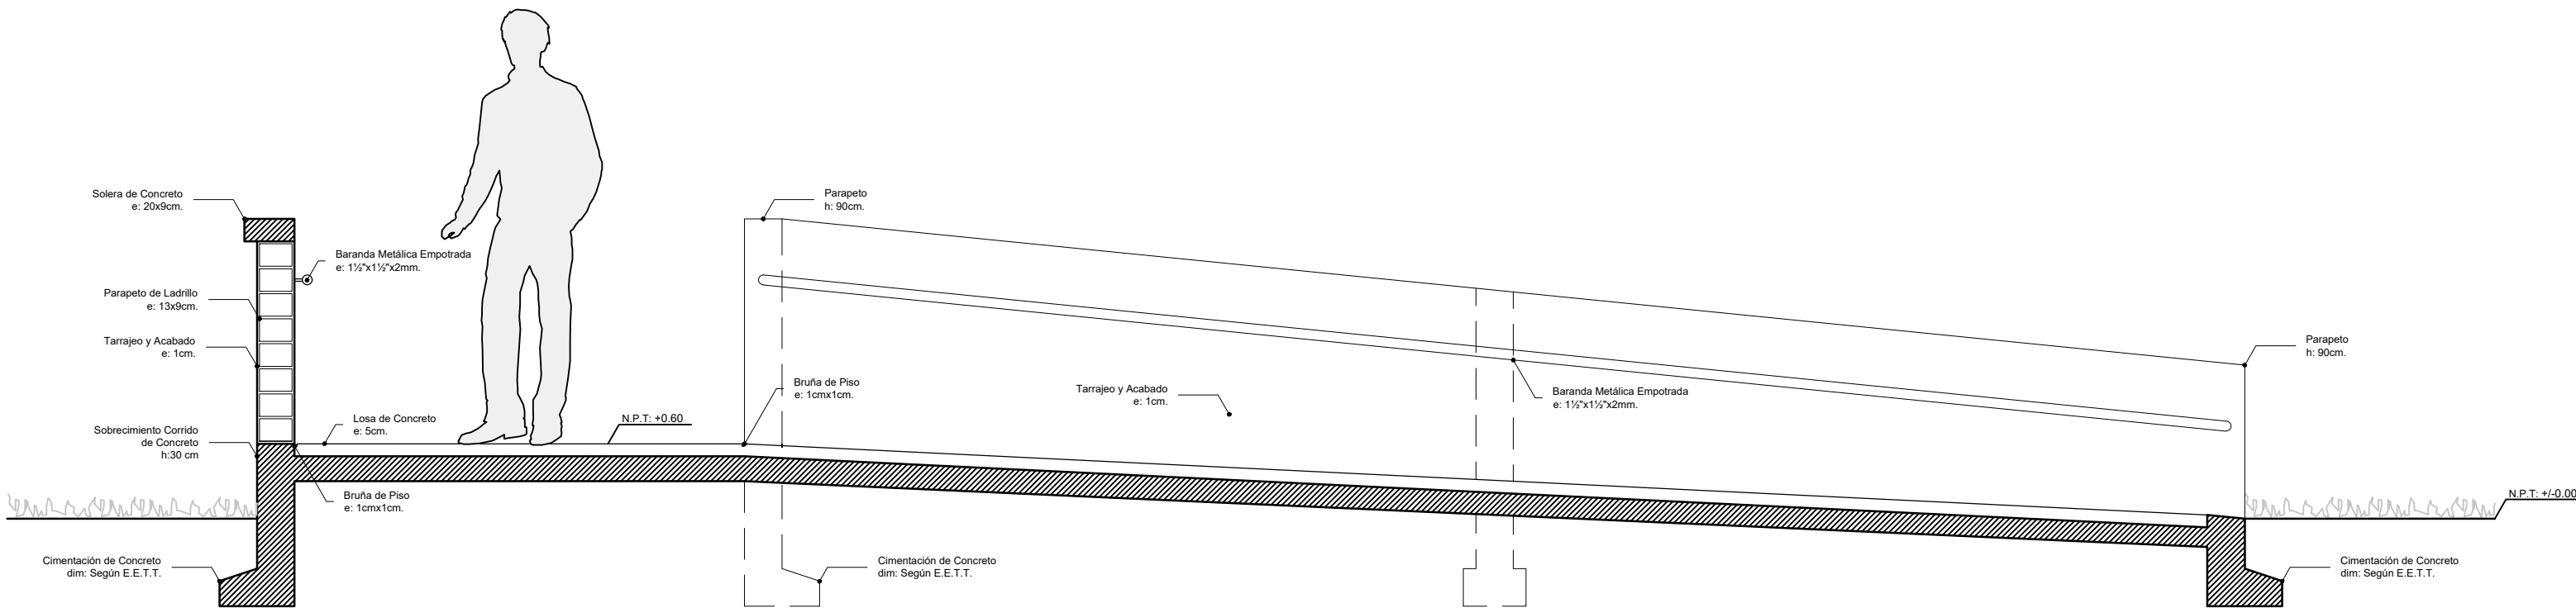 Solera de Concreto
e: 20x9cm.
Parapeto
h: 90cm.
Baranda Metálica Empotrada
e: 1½"x1½"x2mm.
Parapeto de Ladrillo
e: 13x9cm.
Tarrajeo y Acabado
e: 1cm.
Parapeto
h: 90cm.
Bruña de Piso
e: 1cmx1cm.
Tarrajeo y Acabado
e: 1cm.
Baranda Metálica Empotrada
e: 1½"x1½"x2mm.
Losa de Concreto
e: 5cm.
N.P.T: +0.60
Sobrecimiento Corrido
de Concreto
h:30 cm
Bruña de Piso
e: 1cmx1cm.
N.P.T: +/-0.00
Cimentación de Concreto
dim: Según E.E.T.T.
Cimentación de Concreto
dim: Según E.E.T.T.
Cimentación de Concreto
dim: Según E.E.T.T.